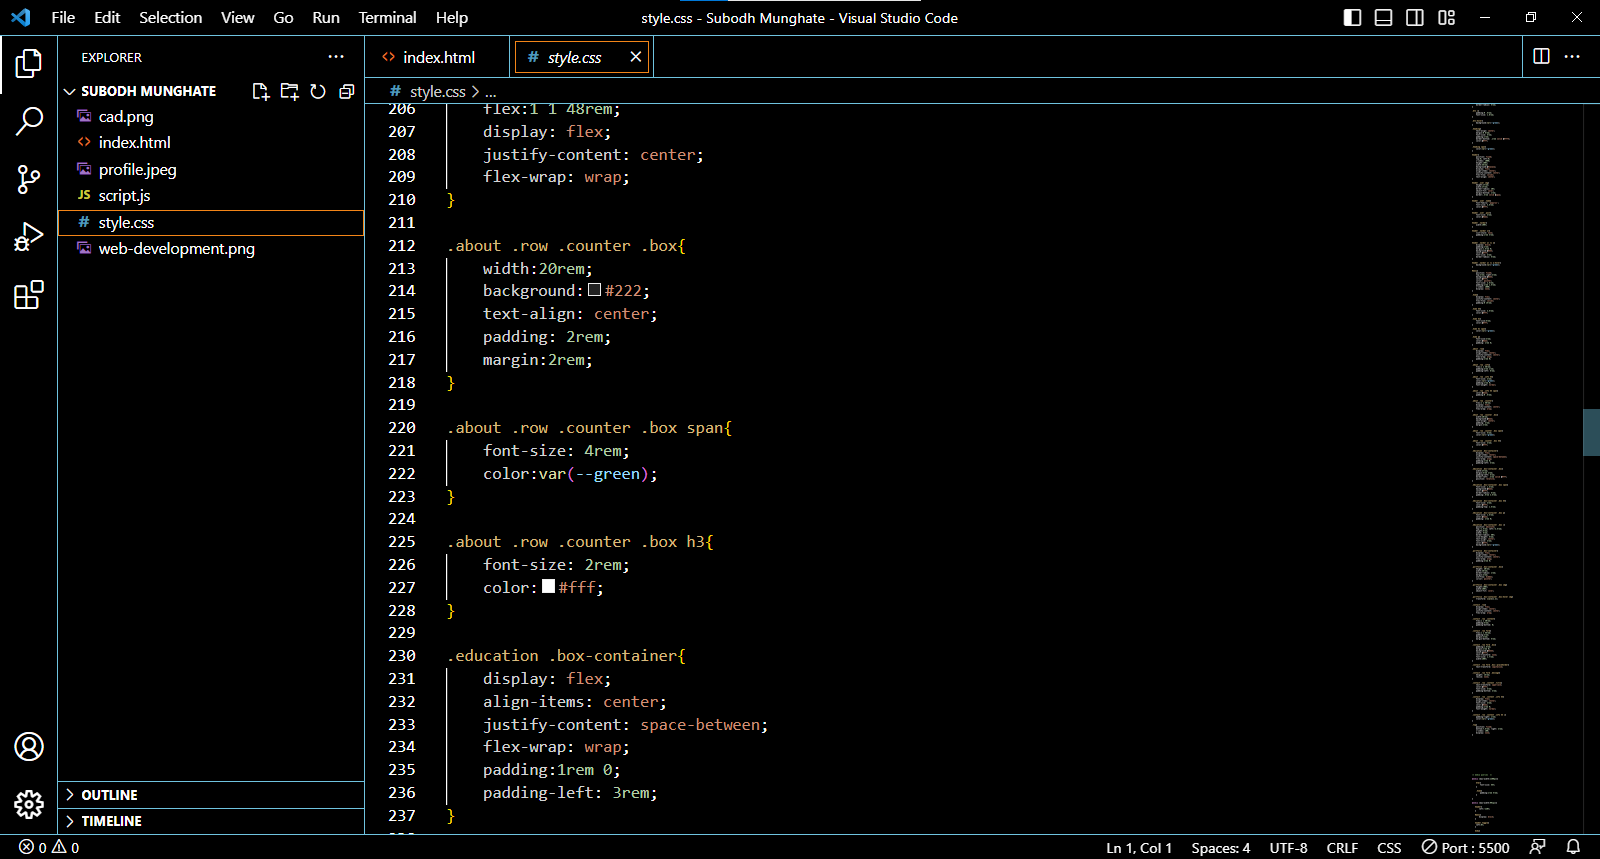 File Edit Selection View Go Run Terminal Help
style.css - Subodh Munghate - Visual Studio Code
EXPLORER
SUBODH MUNGHATE
cad.png
index.html
profile.jpeg
JS script.js
# style.css
web-development.png
OUTLINE
TIMELINE
<> index.html
# style.css
# style.css > ...
206 flex:1 1 48rem;
207 display: flex;
208 justify-content: center;
209 flex-wrap: wrap;
210 }
211
212 .about .row .counter .box{
213 width:20rem;
214 background:#222;
215 text-align: center;
216 padding: 2rem;
217 margin:2rem;
218 }
219
220 .about .row .counter .box span{
221 font-size: 4rem;
222 color:var(--green);
223 }
224
225 .about .row .counter .box h3{
226 font-size: 2rem;
227 color:#fff;
228 }
229
230 .education .box-container{
231 display: flex;
232 align-items: center;
233 justify-content: space-between;
234 flex-wrap: wrap;
235 padding:1rem 0;
236 padding-left: 3rem;
237 }
0 0
Ln 1, Col 1 Spaces: 4 UTF-8 CRLF CSS Port : 5500